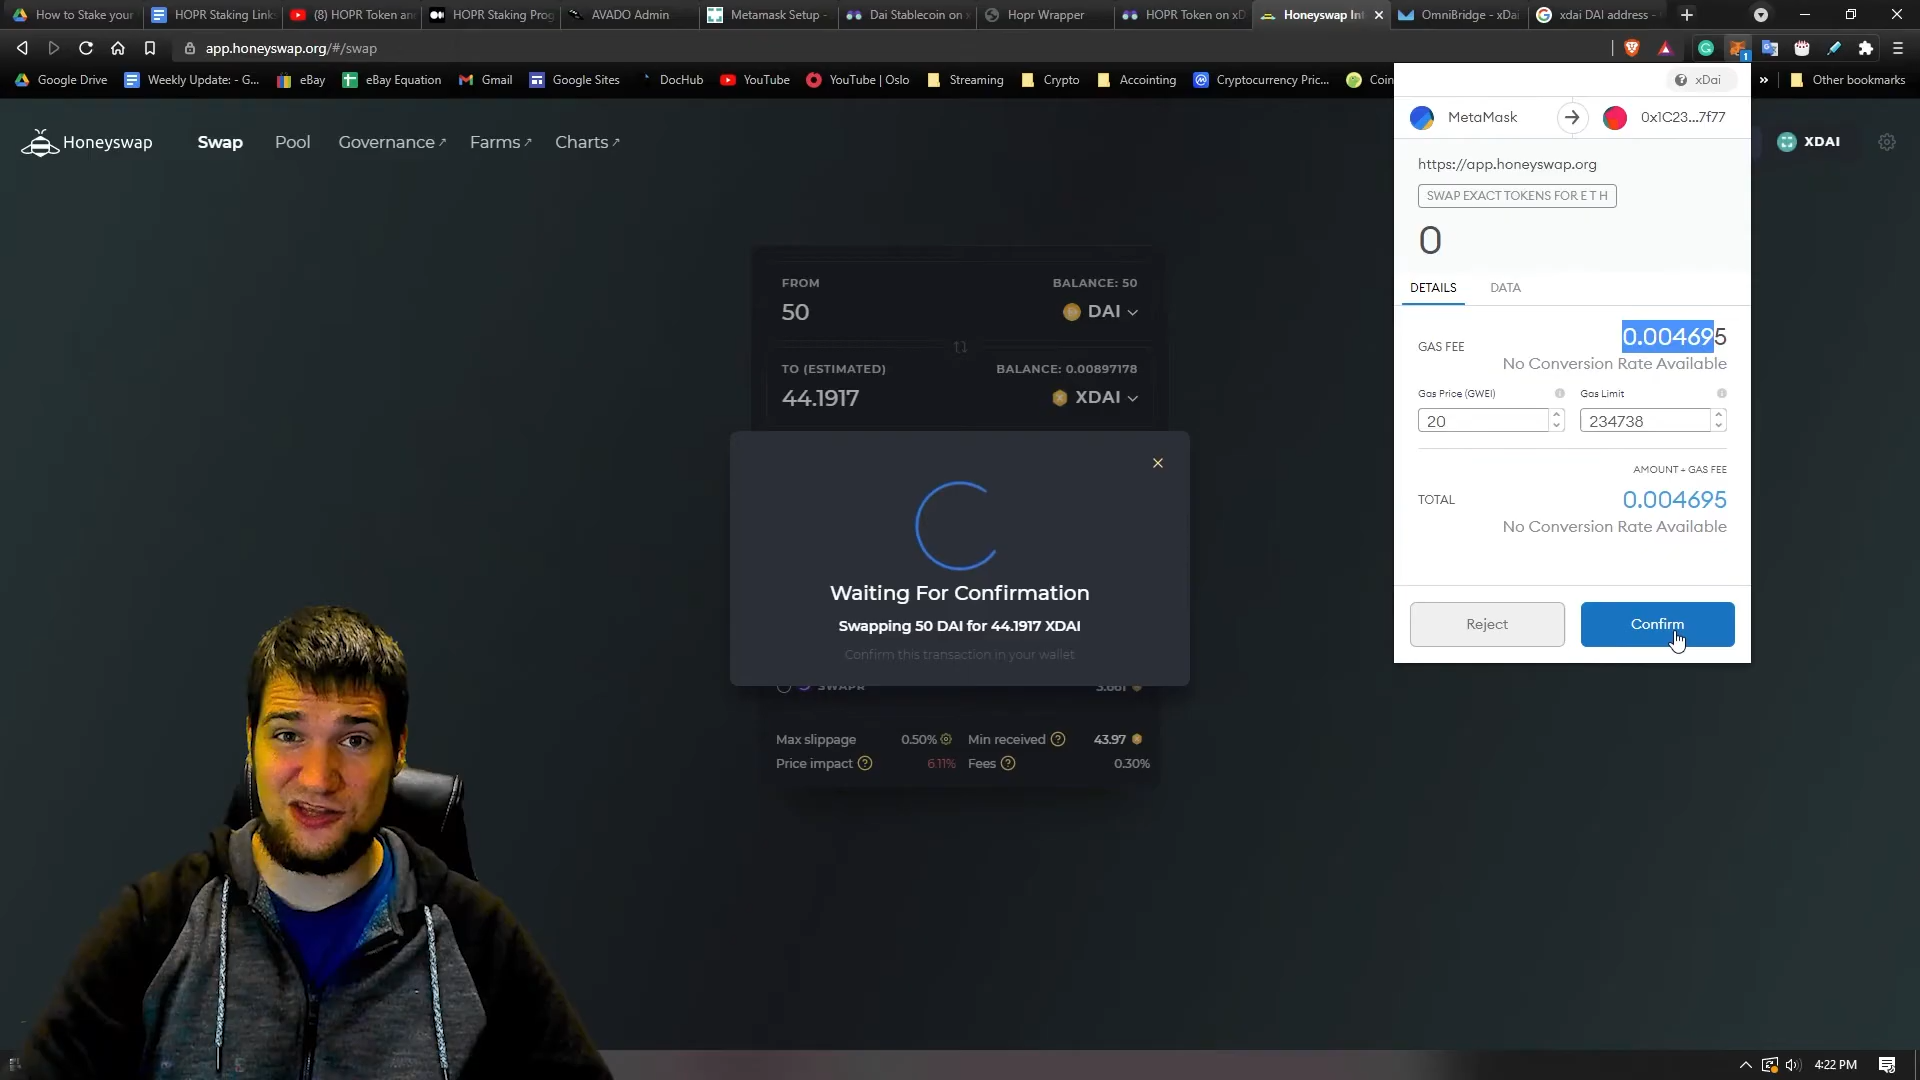 How to Stake your
HOPR Staking Link
(8) HOPR Token an
HOPR Staking Prog
AVADO Admin
Metamask Setup -
Dai Stablecoin on x
Hopr Wrapper
HOPR Token on xD
Honeyswap Int
OmniBridge - xDai
xdai DAI address -
app.honeyswap.org/#/swap
Google Drive
Weekly Update: - G...
eBay
eBay Equation
Gmail
Google Sites
DocHub
YouTube
YouTube | Oslo
Streaming
Crypto
Accointing
Cryptocurrency Pric...
Coin
»
Other bookmarks
Honeyswap
Swap
Pool
Governance↗
Farms↗
Charts↗
XDAI
FROM
BALANCE: 50
50
DAI
TO (ESTIMATED)
BALANCE: 0.00897178
44.1917
XDAI
Waiting For Confirmation
Swapping 50 DAI for 44.1917 XDAI
Confirm this transaction in your wallet
SWAPR
3.661
Max slippage
0.50%
Min received
43.97
Price impact
6.11%
Fees
0.30%
xDai
MetaMask
0x1C23...7f77
https://app.honeyswap.org
SWAP EXACT TOKENS FOR E T H
0
DETAILS
DATA
GAS FEE
0.004695
No Conversion Rate Available
Gas Price (GWEI)
Gas Limit
20
234738
AMOUNT + GAS FEE
TOTAL
0.004695
No Conversion Rate Available
Reject
Confirm
4:22 PM